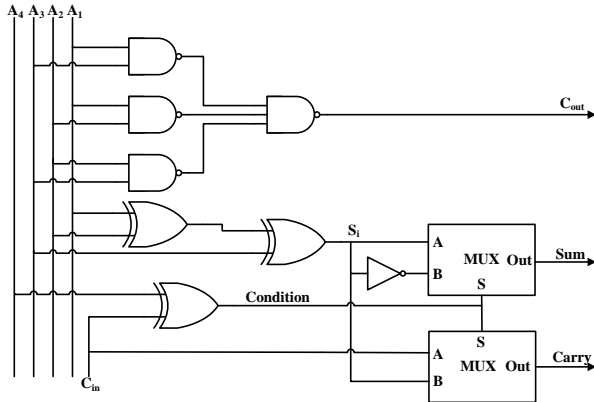 A4 A3 A2 A1
Cout
Si
A
MUX Out
B
S
Sum
Condition
S
A
MUX Out
B
Carry
Cin